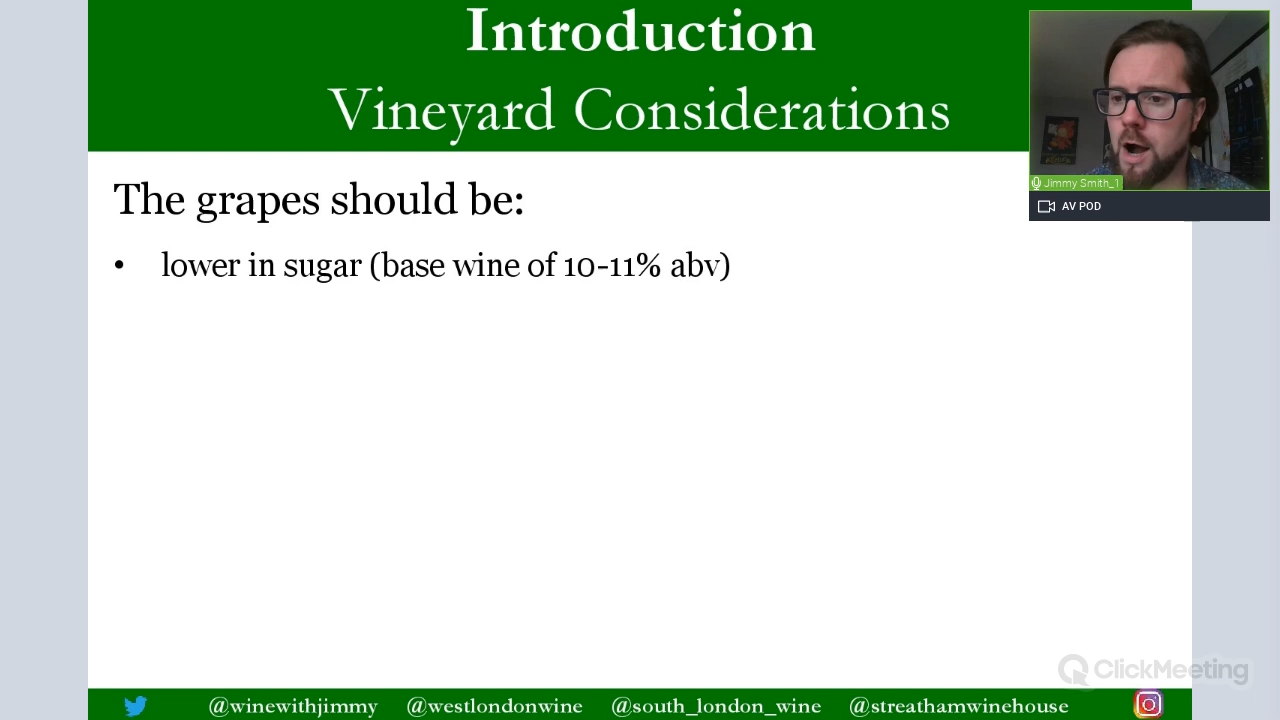 Introduction
Vineyard Considerations
The grapes should be:
• lower in sugar (base wine of 10-11% abv)
Jimmy Smith_1
AV POD
ClickMeeting
@winewithjimmy @westlondonwine @south_london_wine @streathamwinehouse